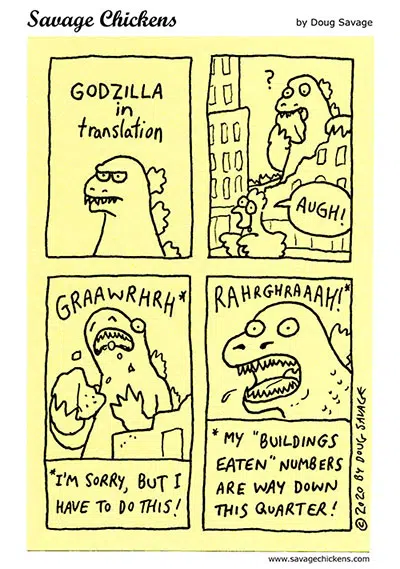 Savage Chickens
by Doug Savage
GODZILLA
in
translation
?
AUGH!
GRAAWRHRH*
*I'M SORRY, BUT I
HAVE TO DO THIS!
RAHRGHRAAAH!*
* MY "BUILDINGS
EATEN" NUMBERS
ARE WAY DOWN
THIS QUARTER!
© 2020 BY DOUG SAVAGE
www.savagechickens.com